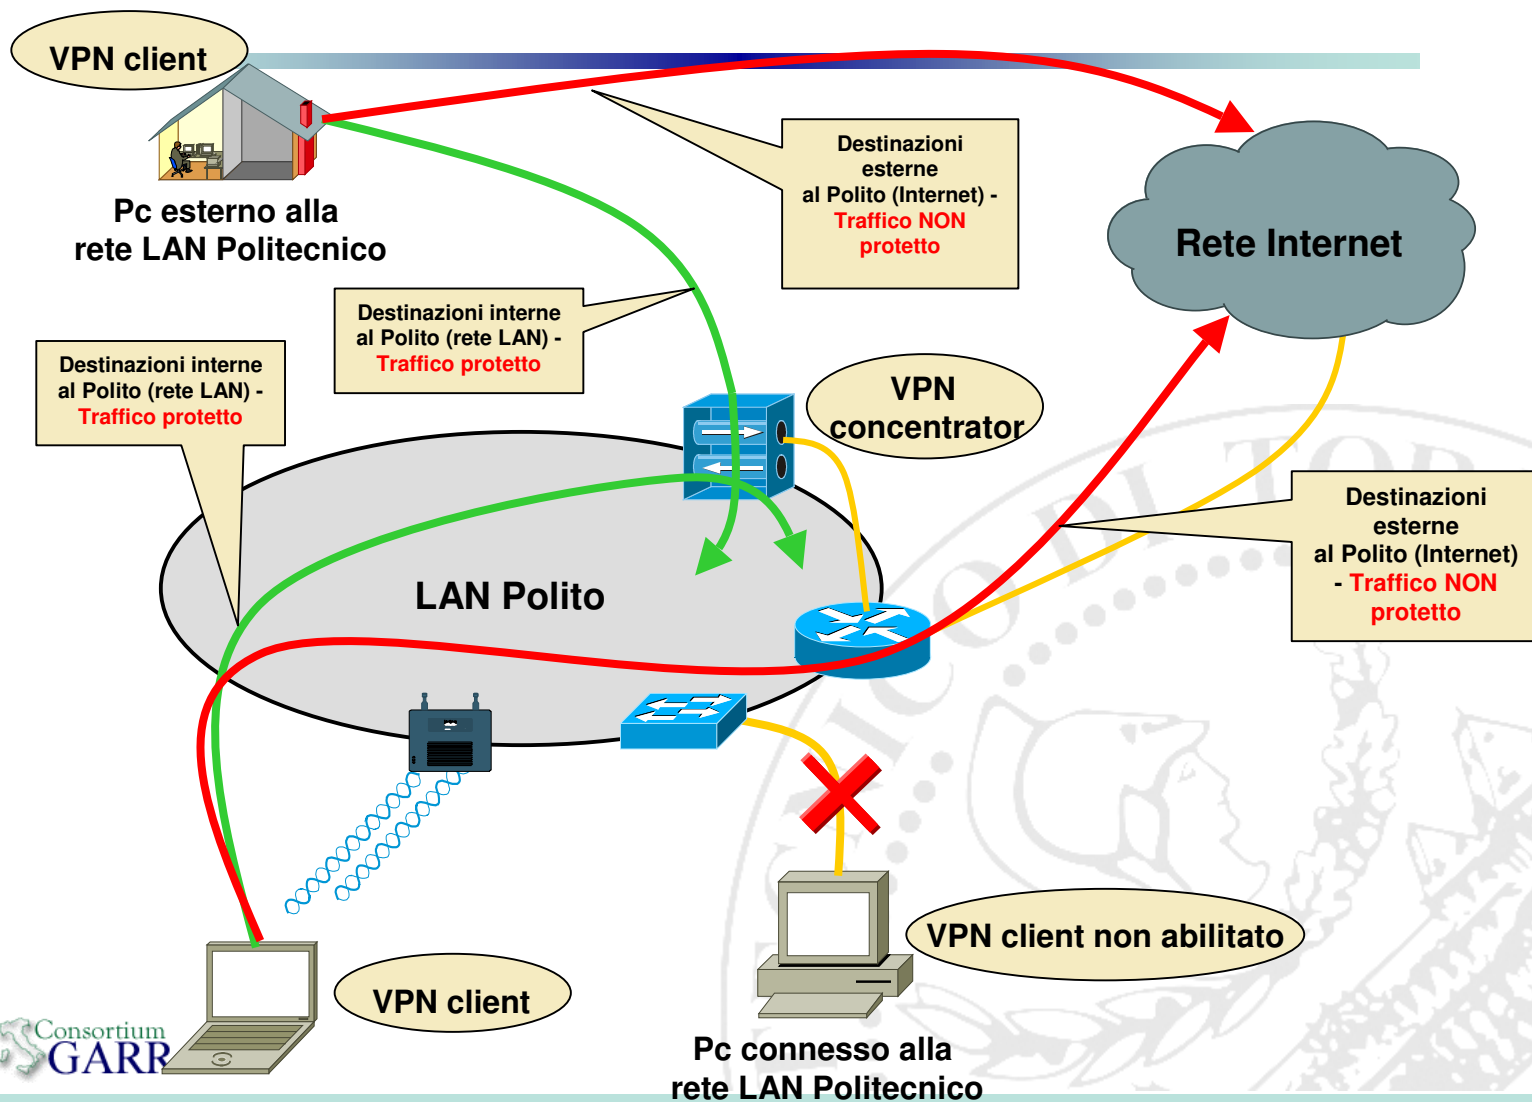 VPN client
Pc esterno alla
rete LAN Politecnico
Destinazioni
esterne
al Polito (Internet) -
Traffico NON
protetto
Rete Internet
Destinazioni interne
al Polito (rete LAN) -
Traffico protetto
Destinazioni interne
al Polito (rete LAN) -
Traffico protetto
VPN
concentrator
Destinazioni
esterne
al Polito (Internet)
- Traffico NON
protetto
LAN Polito
VPN client non abilitato
VPN client
Pc connesso alla
rete LAN Politecnico
Consortium
GARR